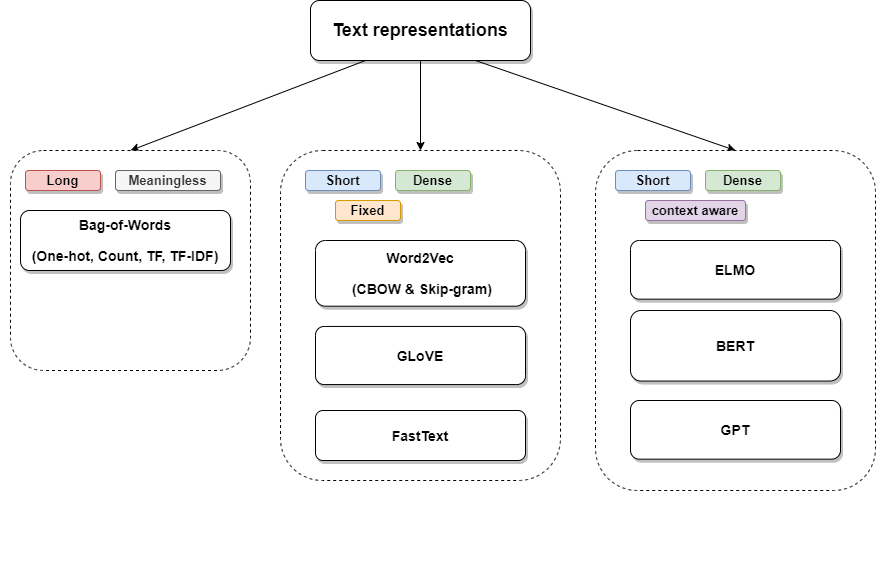 Text representations
Long
Meaningless
Bag-of-Words
(One-hot, Count, TF, TF-IDF)
Short
Dense
Fixed
Word2Vec
(CBOW & Skip-gram)
GLoVE
FastText
Short
Dense
context aware
ELMO
BERT
GPT